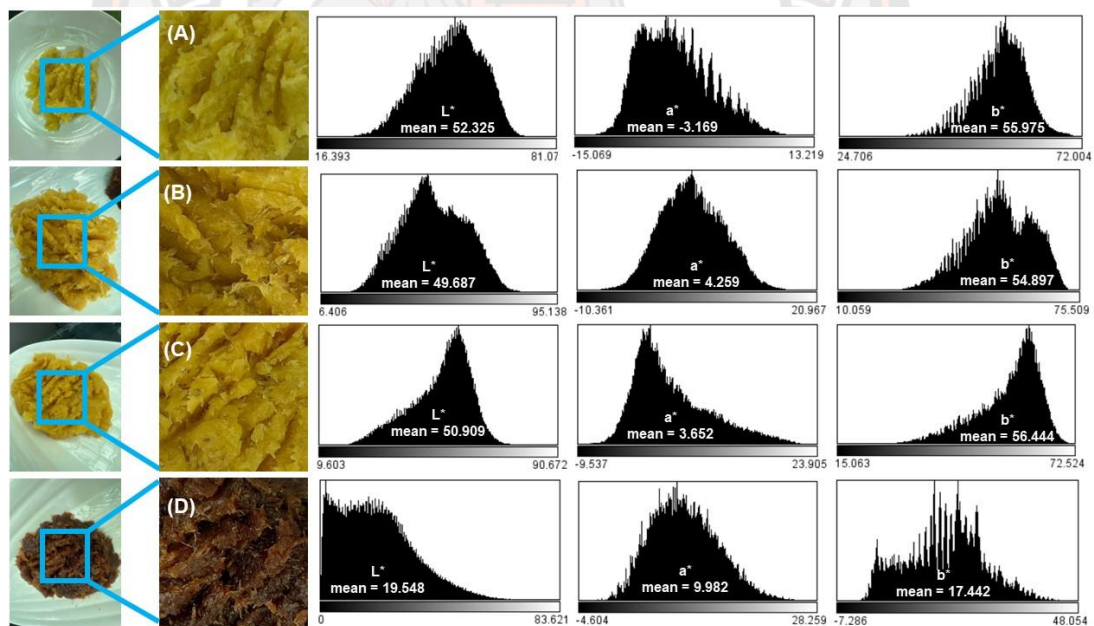 (A)
L*
mean = 52.325
16.393 81.07
a*
mean = -3.169
-15.069 13.219
b*
mean = 55.975
24.706 72.004
(B)
L*
mean = 49.687
6.406 95.138
a*
mean = 4.259
-10.361 20.967
b*
mean = 54.897
10.059 75.509
(C)
L*
mean = 50.909
9.603 90.672
a*
mean = 3.652
-9.537 23.905
b*
mean = 56.444
15.063 72.524
(D)
L*
mean = 19.548
0 83.621
a*
mean = 9.982
-4.604 28.259
b*
mean = 17.442
-7.286 48.054